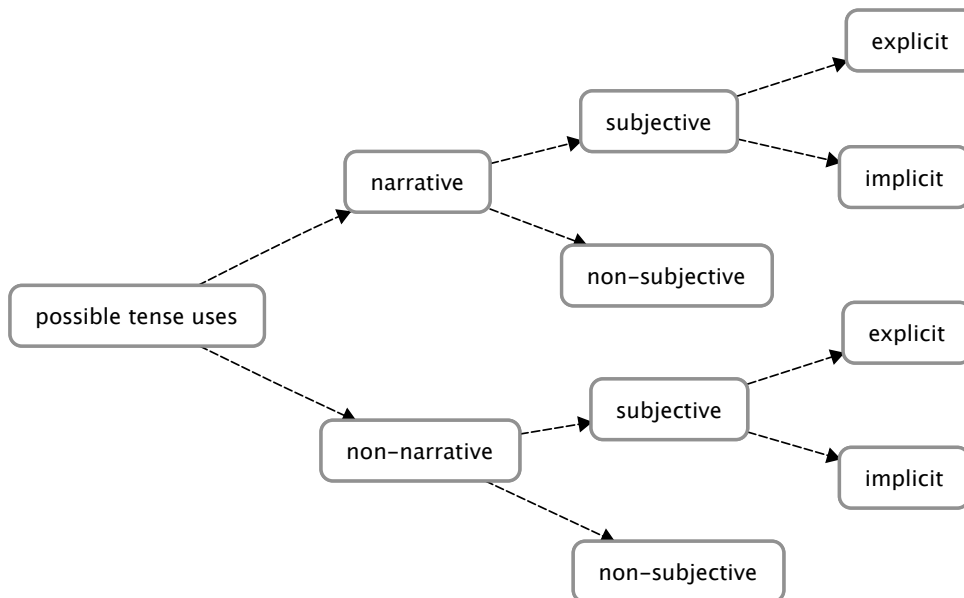 explicit
subjective
narrative
implicit
non-subjective
possible tense uses
explicit
subjective
non-narrative
implicit
non-subjective